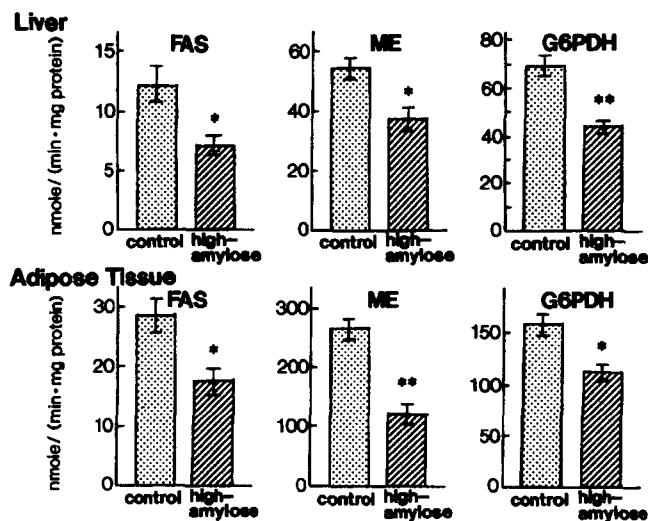 Liver
FAS
ME
G6PDH
nmole/ (min·mg protein)
15
10
5
0
*
control
high-
amylose
60
40
20
0
*
control
high-
amylose
80
60
40
20
0
**
control
high-
amylose
Adipose Tissue
FAS
ME
G6PDH
nmole/ (min·mg protein)
30
20
10
0
*
control
high-
amylose
300
200
100
0
**
control
high-
amylose
150
100
50
0
*
control
high-
amylose